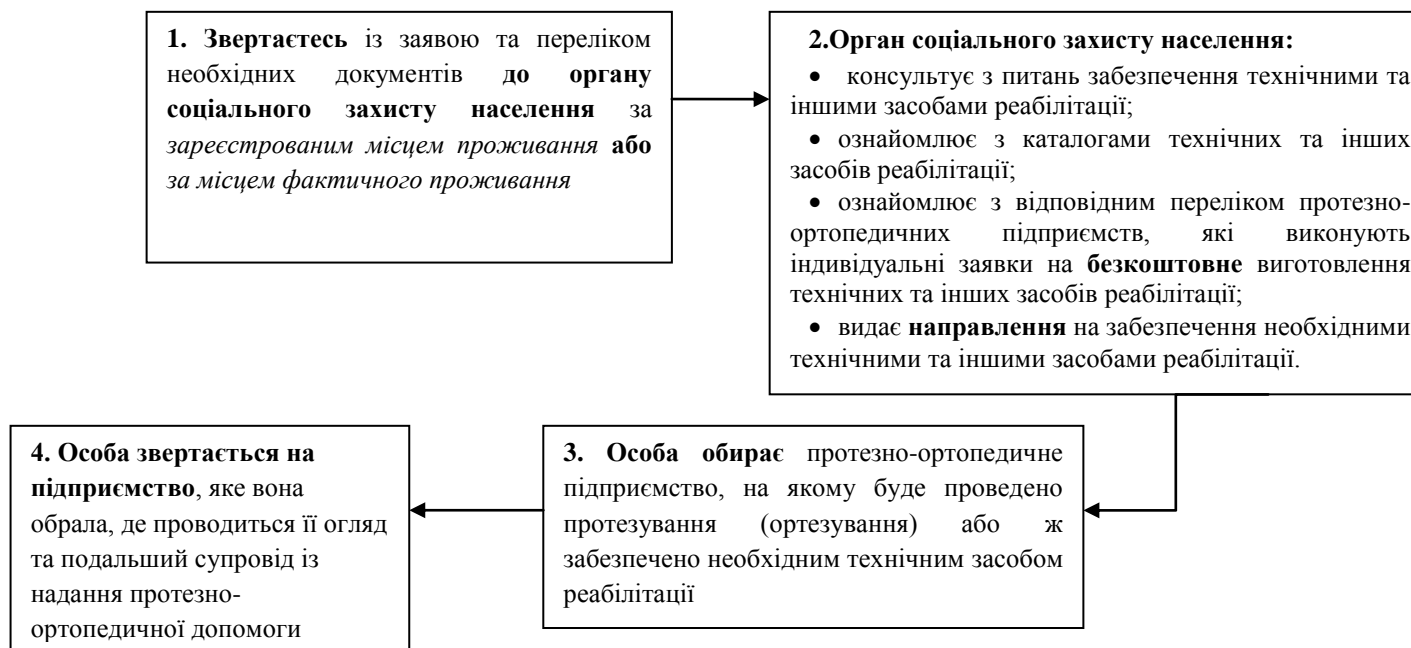 1. Звертаєтесь із заявою та переліком
необхідних документів до органу
соціального захисту населення за
зареєстрованим місцем проживання або
за місцем фактичного проживання
2.Орган соціального захисту населення:
• консультує з питань забезпечення технічними та
іншими засобами реабілітації;
• ознайомлює з каталогами технічних та інших
засобів реабілітації;
• ознайомлює з відповідним переліком протезно-
ортопедичних підприємств, які виконують
індивідуальні заявки на безкоштовне виготовлення
технічних та інших засобів реабілітації;
• видає направлення на забезпечення необхідними
технічними та іншими засобами реабілітації.
3. Особа обирає протезно-ортопедичне
підприємство, на якому буде проведено
протезування (ортезування) або ж
забезпечено необхідним технічним засобом
реабілітації
4. Особа звертається на
підприємство, яке вона
обрала, де проводиться її огляд
та подальший супровід із
надання протезно-
ортопедичної допомоги